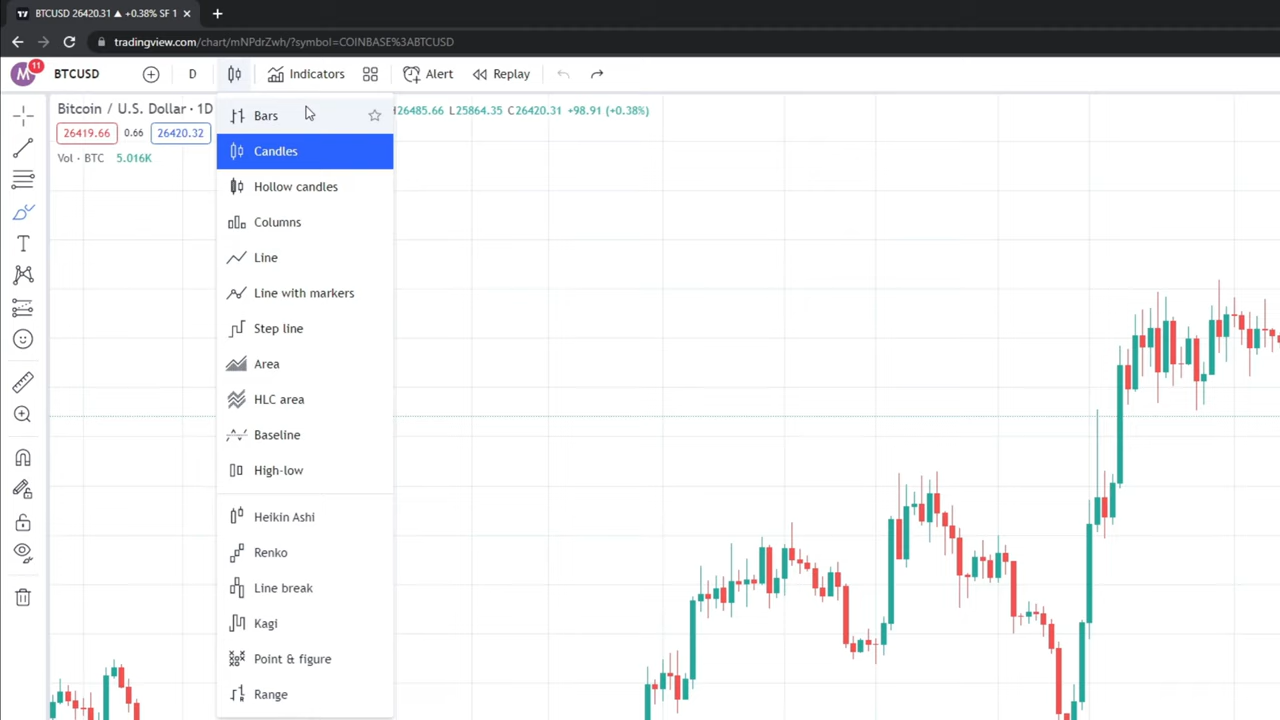 BTCUSD 26420.31 ▲ +0.38% SF 1
tradingview.com/chart/mNPdrZwh/?symbol=COINBASE%3ABTCUSD
M 11 BTCUSD D Indicators Alert Replay
Bitcoin / U.S. Dollar · 1D H26485.66 L25864.35 C26420.31 +98.91 (+0.38%)
26419.66 0.66 26420.32
Vol · BTC 5.016K
Bars
Candles
Hollow candles
Columns
Line
Line with markers
Step line
Area
HLC area
Baseline
High-low
Heikin Ashi
Renko
Line break
Kagi
Point & figure
Range